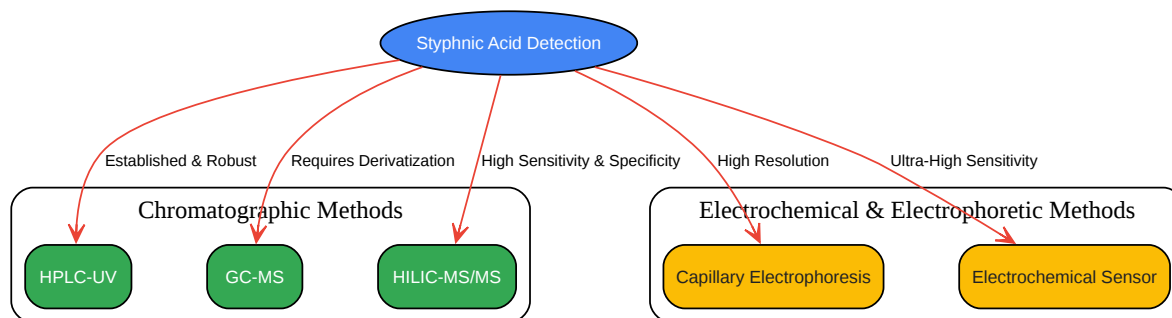 Styphnic Acid Detection
Established & Robust
Requires Derivatization
High Sensitivity & Specificity
High Resolution
Ultra-High Sensitivity
Chromatographic Methods
Electrochemical & Electrophoretic Methods
HPLC-UV
GC-MS
HILIC-MS/MS
Capillary Electrophoresis
Electrochemical Sensor